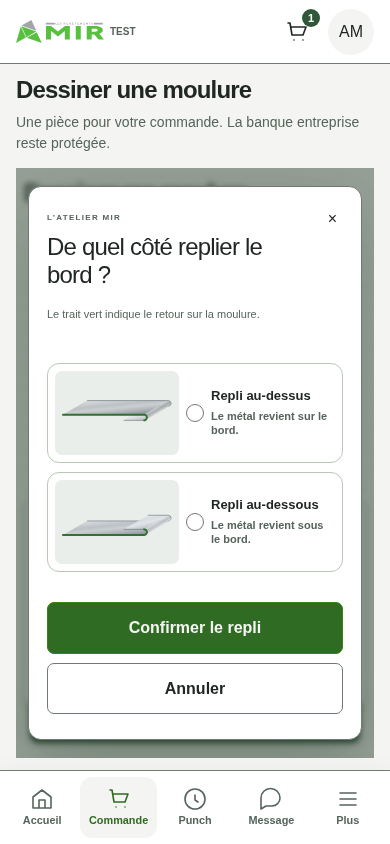 MIR TEST
1
AM
Dessiner une moulure
Une pièce pour votre commande. La banque entreprise
reste protégée.
L'ATELIER MIR
×
De quel côté replier le
bord ?
Le trait vert indique le retour sur la moulure.
Repli au-dessus
Le métal revient sur le
bord.
Repli au-dessous
Le métal revient sous
le bord.
Confirmer le repli
Annuler
Accueil
Commande
Punch
Message
Plus